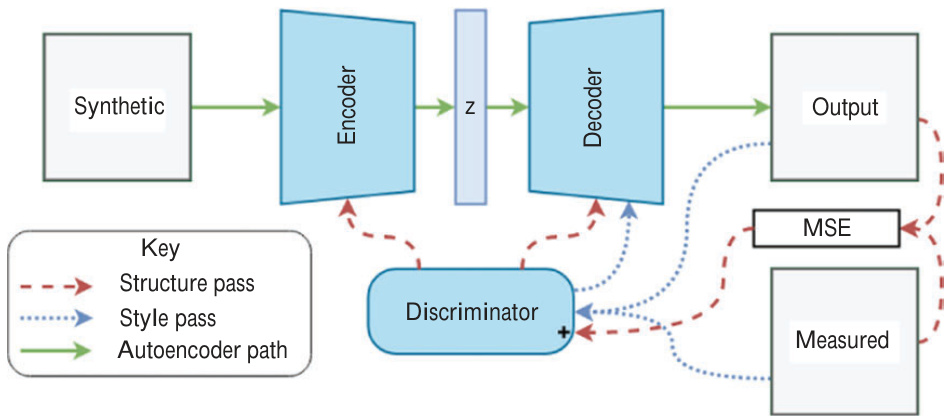 Synthetic
Encoder
z
Decoder
Output
MSE
Key
Structure pass
Style pass
Autoencoder path
Discriminator
+
Measured